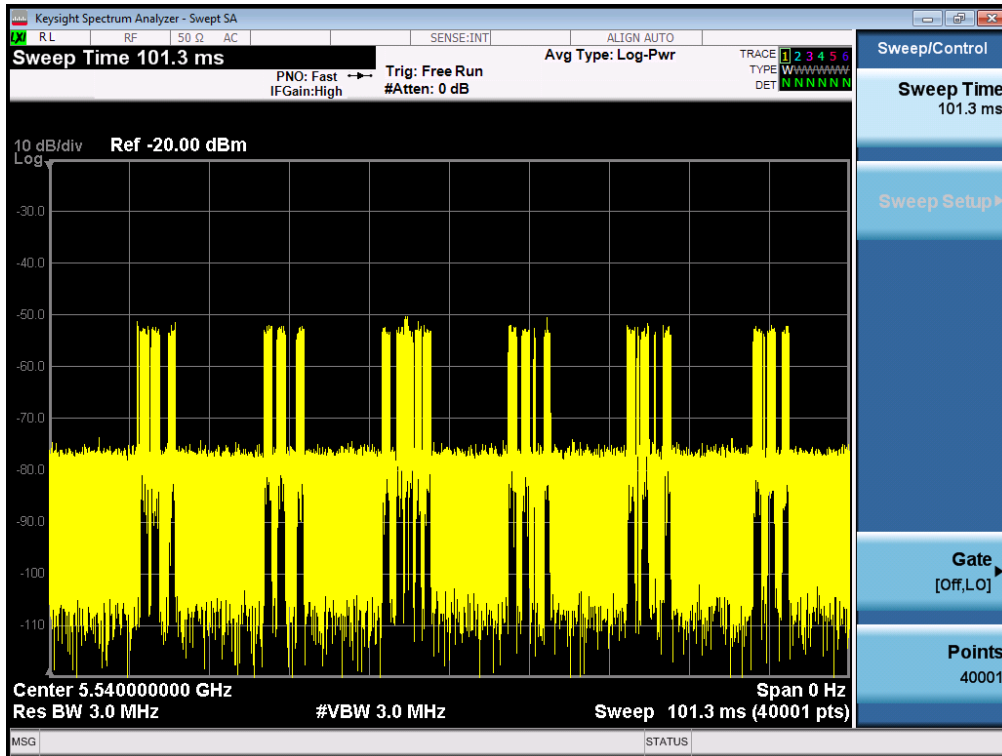 Keysight Spectrum Analyzer - Swept SA
LXI RL RF 50 Ω AC SENSE:INT ALIGN AUTO
Sweep Time 101.3 ms
PNO: Fast
IFGain:High
Trig: Free Run
#Atten: 0 dB
Avg Type: Log-Pwr
TRACE 1 2 3 4 5 6
TYPE WWWWWW
DET N N N N N N
10 dB/div
Log
Ref -20.00 dBm
-30.0
-40.0
-50.0
-60.0
-70.0
-80.0
-90.0
-100
-110
Center 5.540000000 GHz
Span 0 Hz
Res BW 3.0 MHz
#VBW 3.0 MHz
Sweep 101.3 ms (40001 pts)
MSG
STATUS
Sweep/Control
Sweep Time
101.3 ms
Sweep Setup
Gate
[Off,LO]
Points
40001